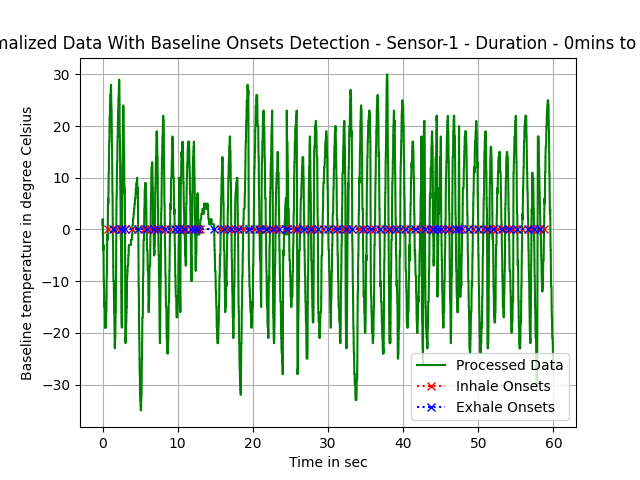 malized Data With Baseline Onsets Detection - Sensor-1 - Duration - 0mins to
Baseline temperature in degree Celsius
30
20
10
0
−10
−20
−30
0
10
20
30
40
50
60
Time in sec
Processed Data
Inhale Onsets
Exhale Onsets